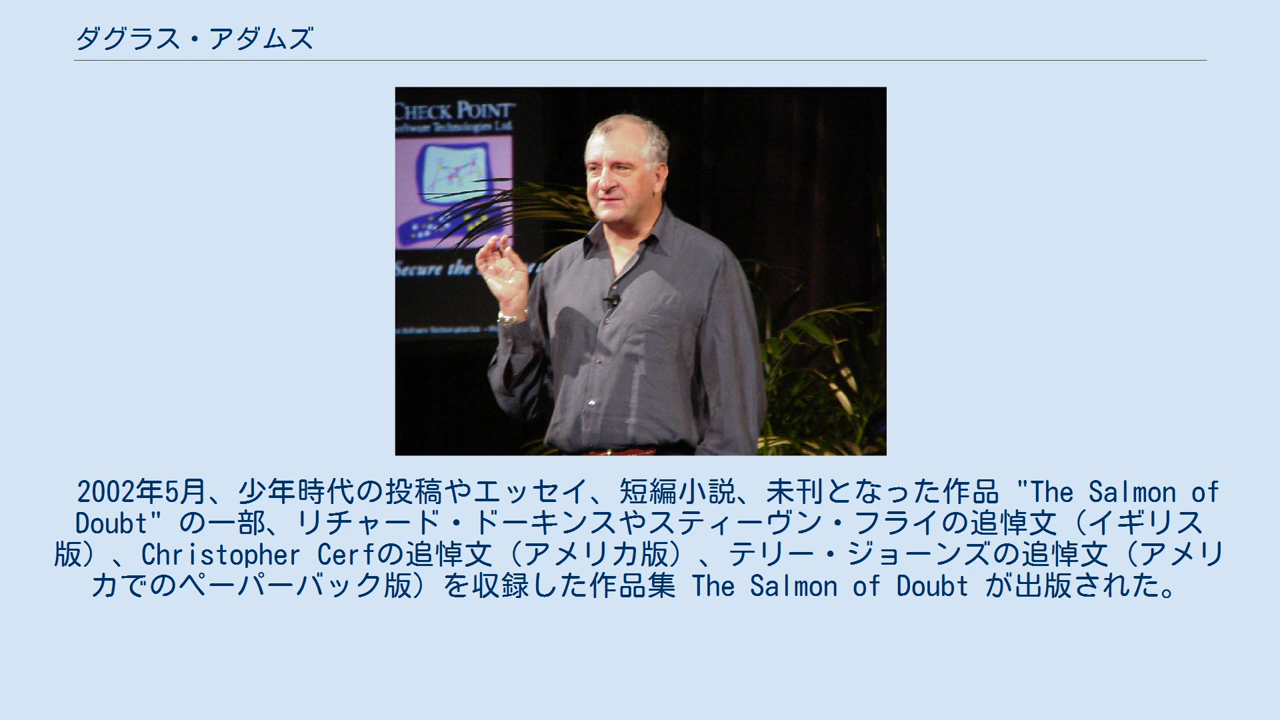 ダグラス・アダムズ
CHECK POINT™
Software Technologies Ltd.
Secure the
2002年5月、少年時代の投稿やエッセイ、短編小説、未刊となった作品 "The Salmon of
Doubt" の一部、リチャード・ドーキンスやスティーヴン・フライの追悼文（イギリス
版）、Christopher Cerfの追悼文（アメリカ版）、テリー・ジョーンズの追悼文（アメリ
カでのペーパーバック版）を収録した作品集 The Salmon of Doubt が出版された。